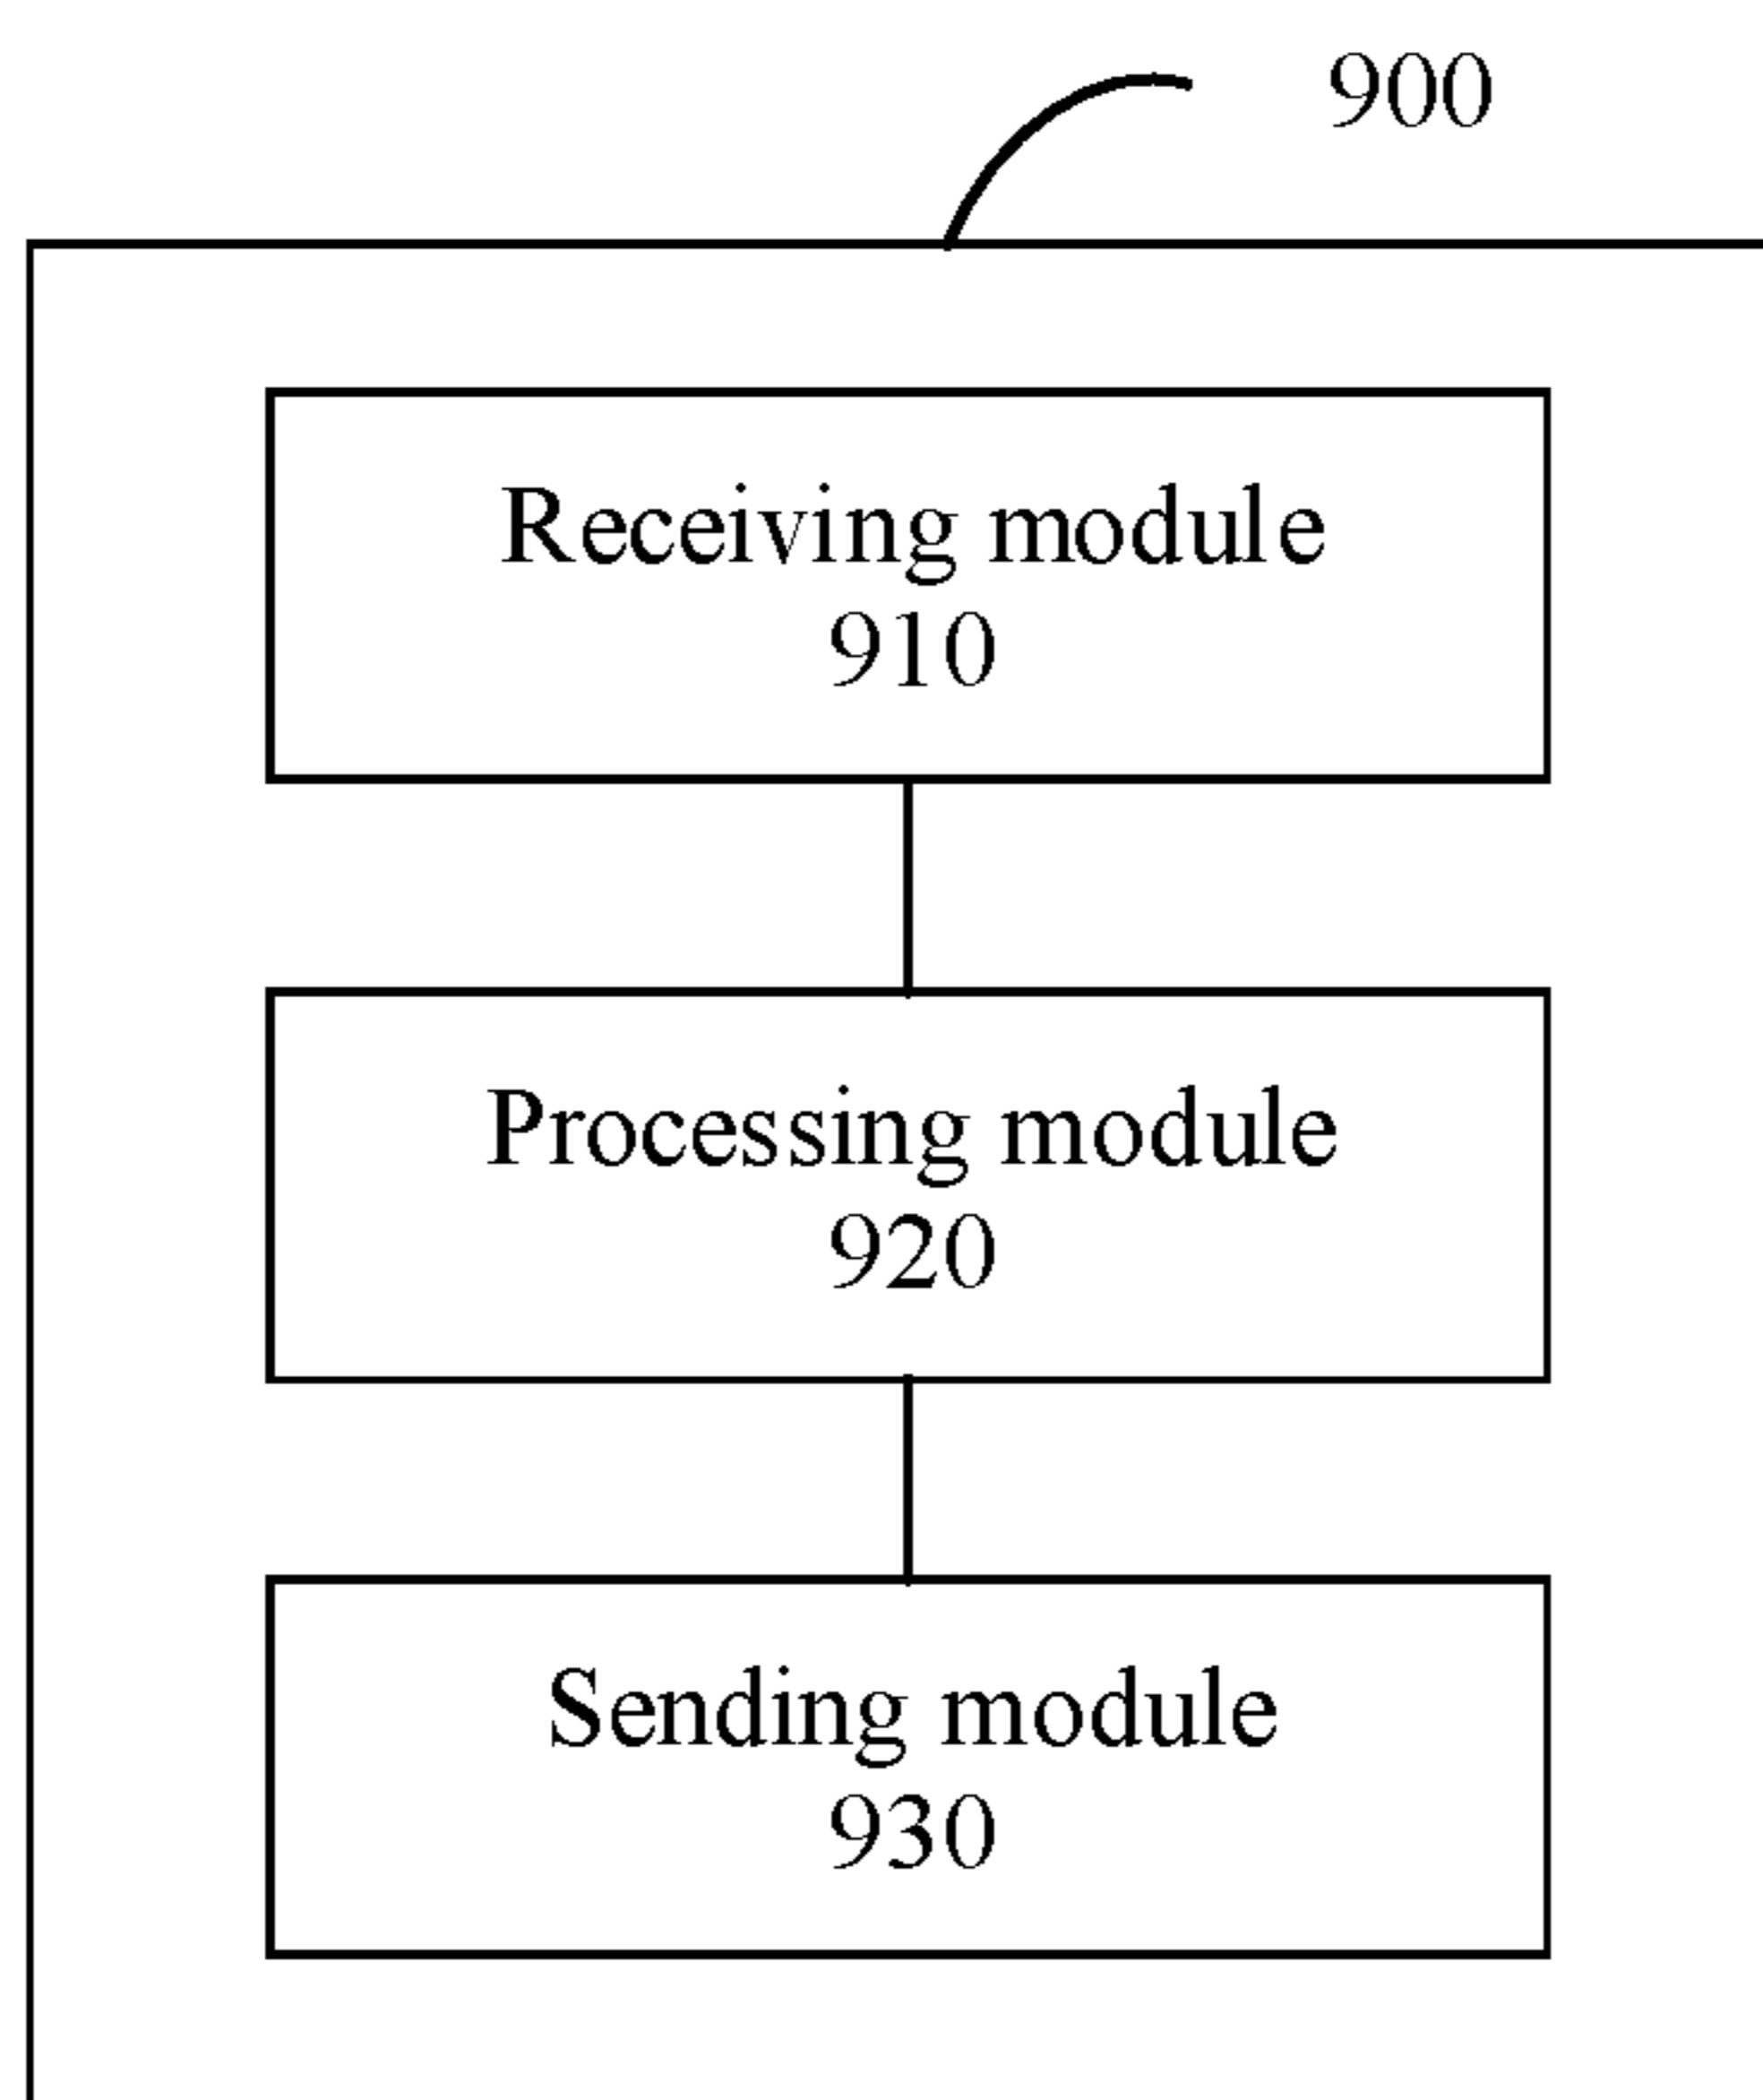 900
Receiving module
910
Processing module
920
Sending module
930